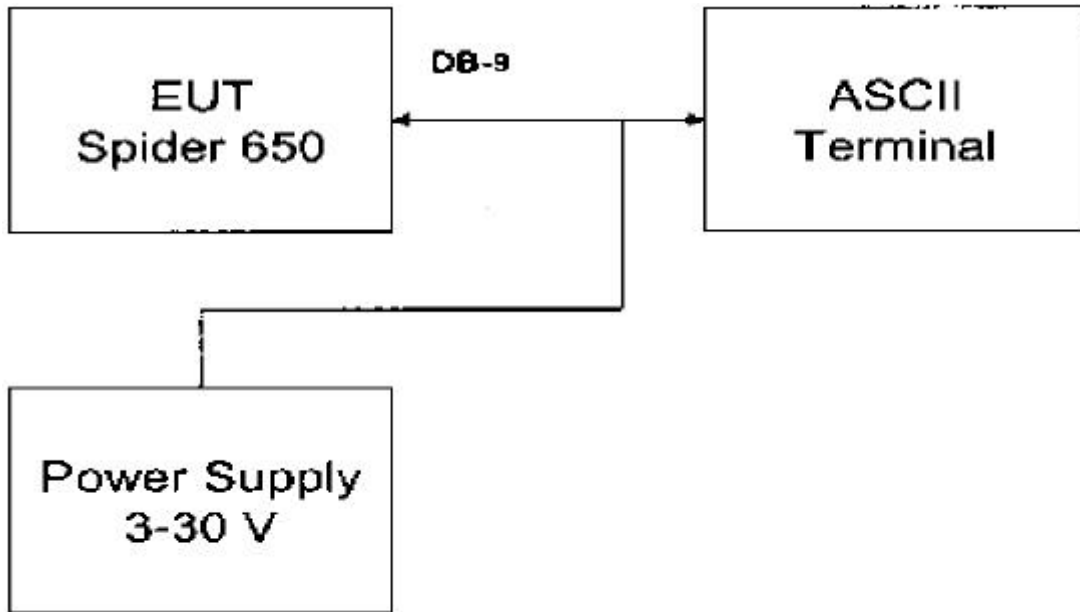 EUT
Spider 650
DB-9
ASCII
Terminal
Power Supply
3-30 V